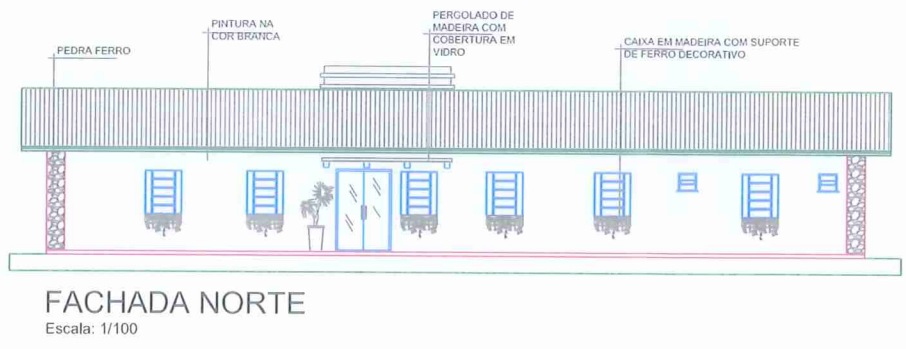 PEDRA FERRO
PINTURA NA
COR BRANCA
PERGOLADO DE
MADEIRA COM
COBERTURA EM
VIDRO
CAIXA EM MADEIRA COM SUPORTE
DE FERRO DECORATIVO
FACHADA NORTE
Escala: 1/100